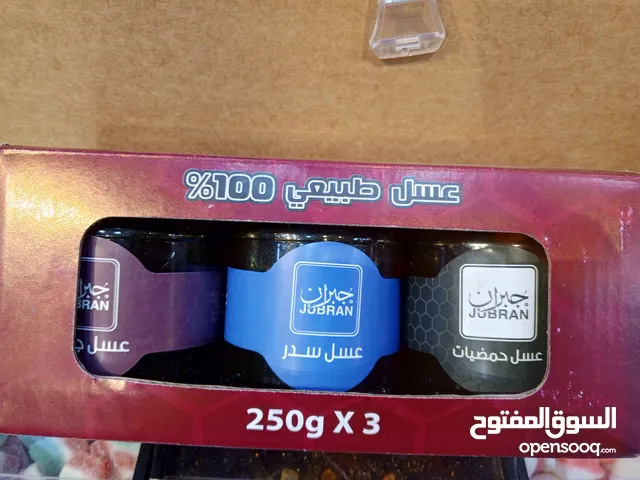 عسل طبيعي 100%
جبران
JUBRAN
عسل
جبران
JUBRAN
عسل سدر
جبران
JUBRAN
عسل حمضيات
250g X 3
السوق المفتوح
opensooq.com